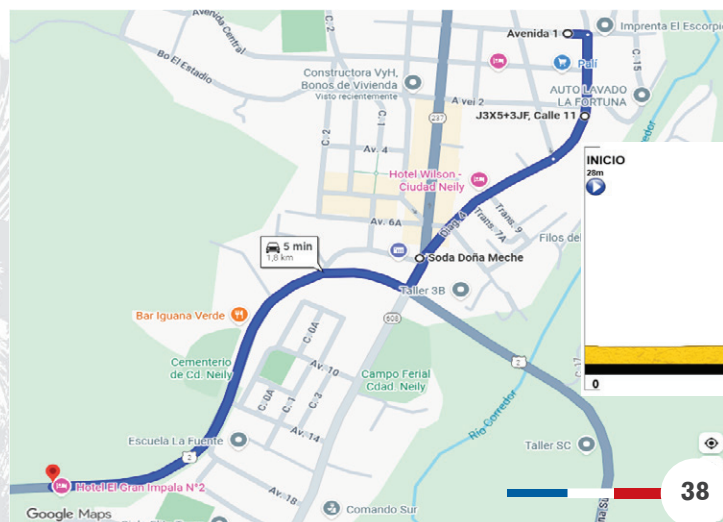 Avenida Central
Bo El Estadio
C. 2
Avenida 1
Imprenta El Escorpio
Constructora VyH,
Bonos de Vivienda
Visto recientemente
Palí
C. 15
AUTO LAVADO
LA FORTUNA
C. 1
C. 2
237
J3X5+3JF, Calle 11
Av. 4
Hotel Wilson -
Ciudad Neily
INICIO
28m
0
Av. 6A
Diag. 4
Trans. 7A
Trans. 9
Filos de
5 min
1,8 km
Soda Doña Meche
Taller 3B
Bar Iguana Verde
608
C. 0A
2
Cementerio
de Cd. Neily
Av. 10
Campo Ferial
Cdad. Neily
C. 0A
C. 1
C. 3
C. 17
Río Corredor
Escuela La Fuente
Av. 14
Taller SC
2
Hotel El Gran Impala N°2
Av. 18
Comando Sur
Google Maps
38